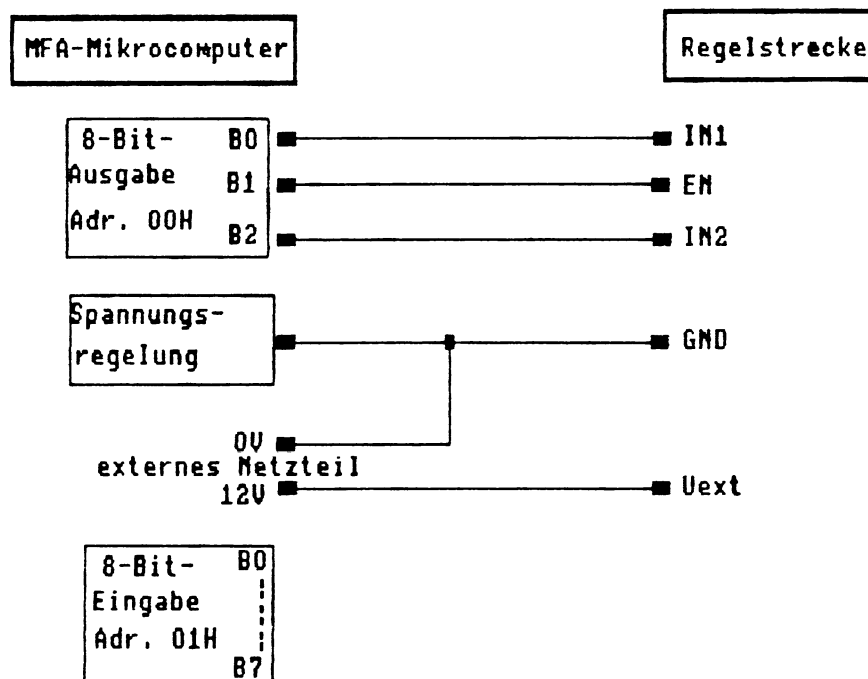 MFA-Mikrocomputer
Regelstrecke
8-Bit- B0
Ausgabe B1
Adr. 00H B2
IN1
EN
IN2
Spannungs-
regelung
GND
0V
externes Netzteil
12V
Uext
8-Bit- B0
Eingabe
Adr. 01H
B7